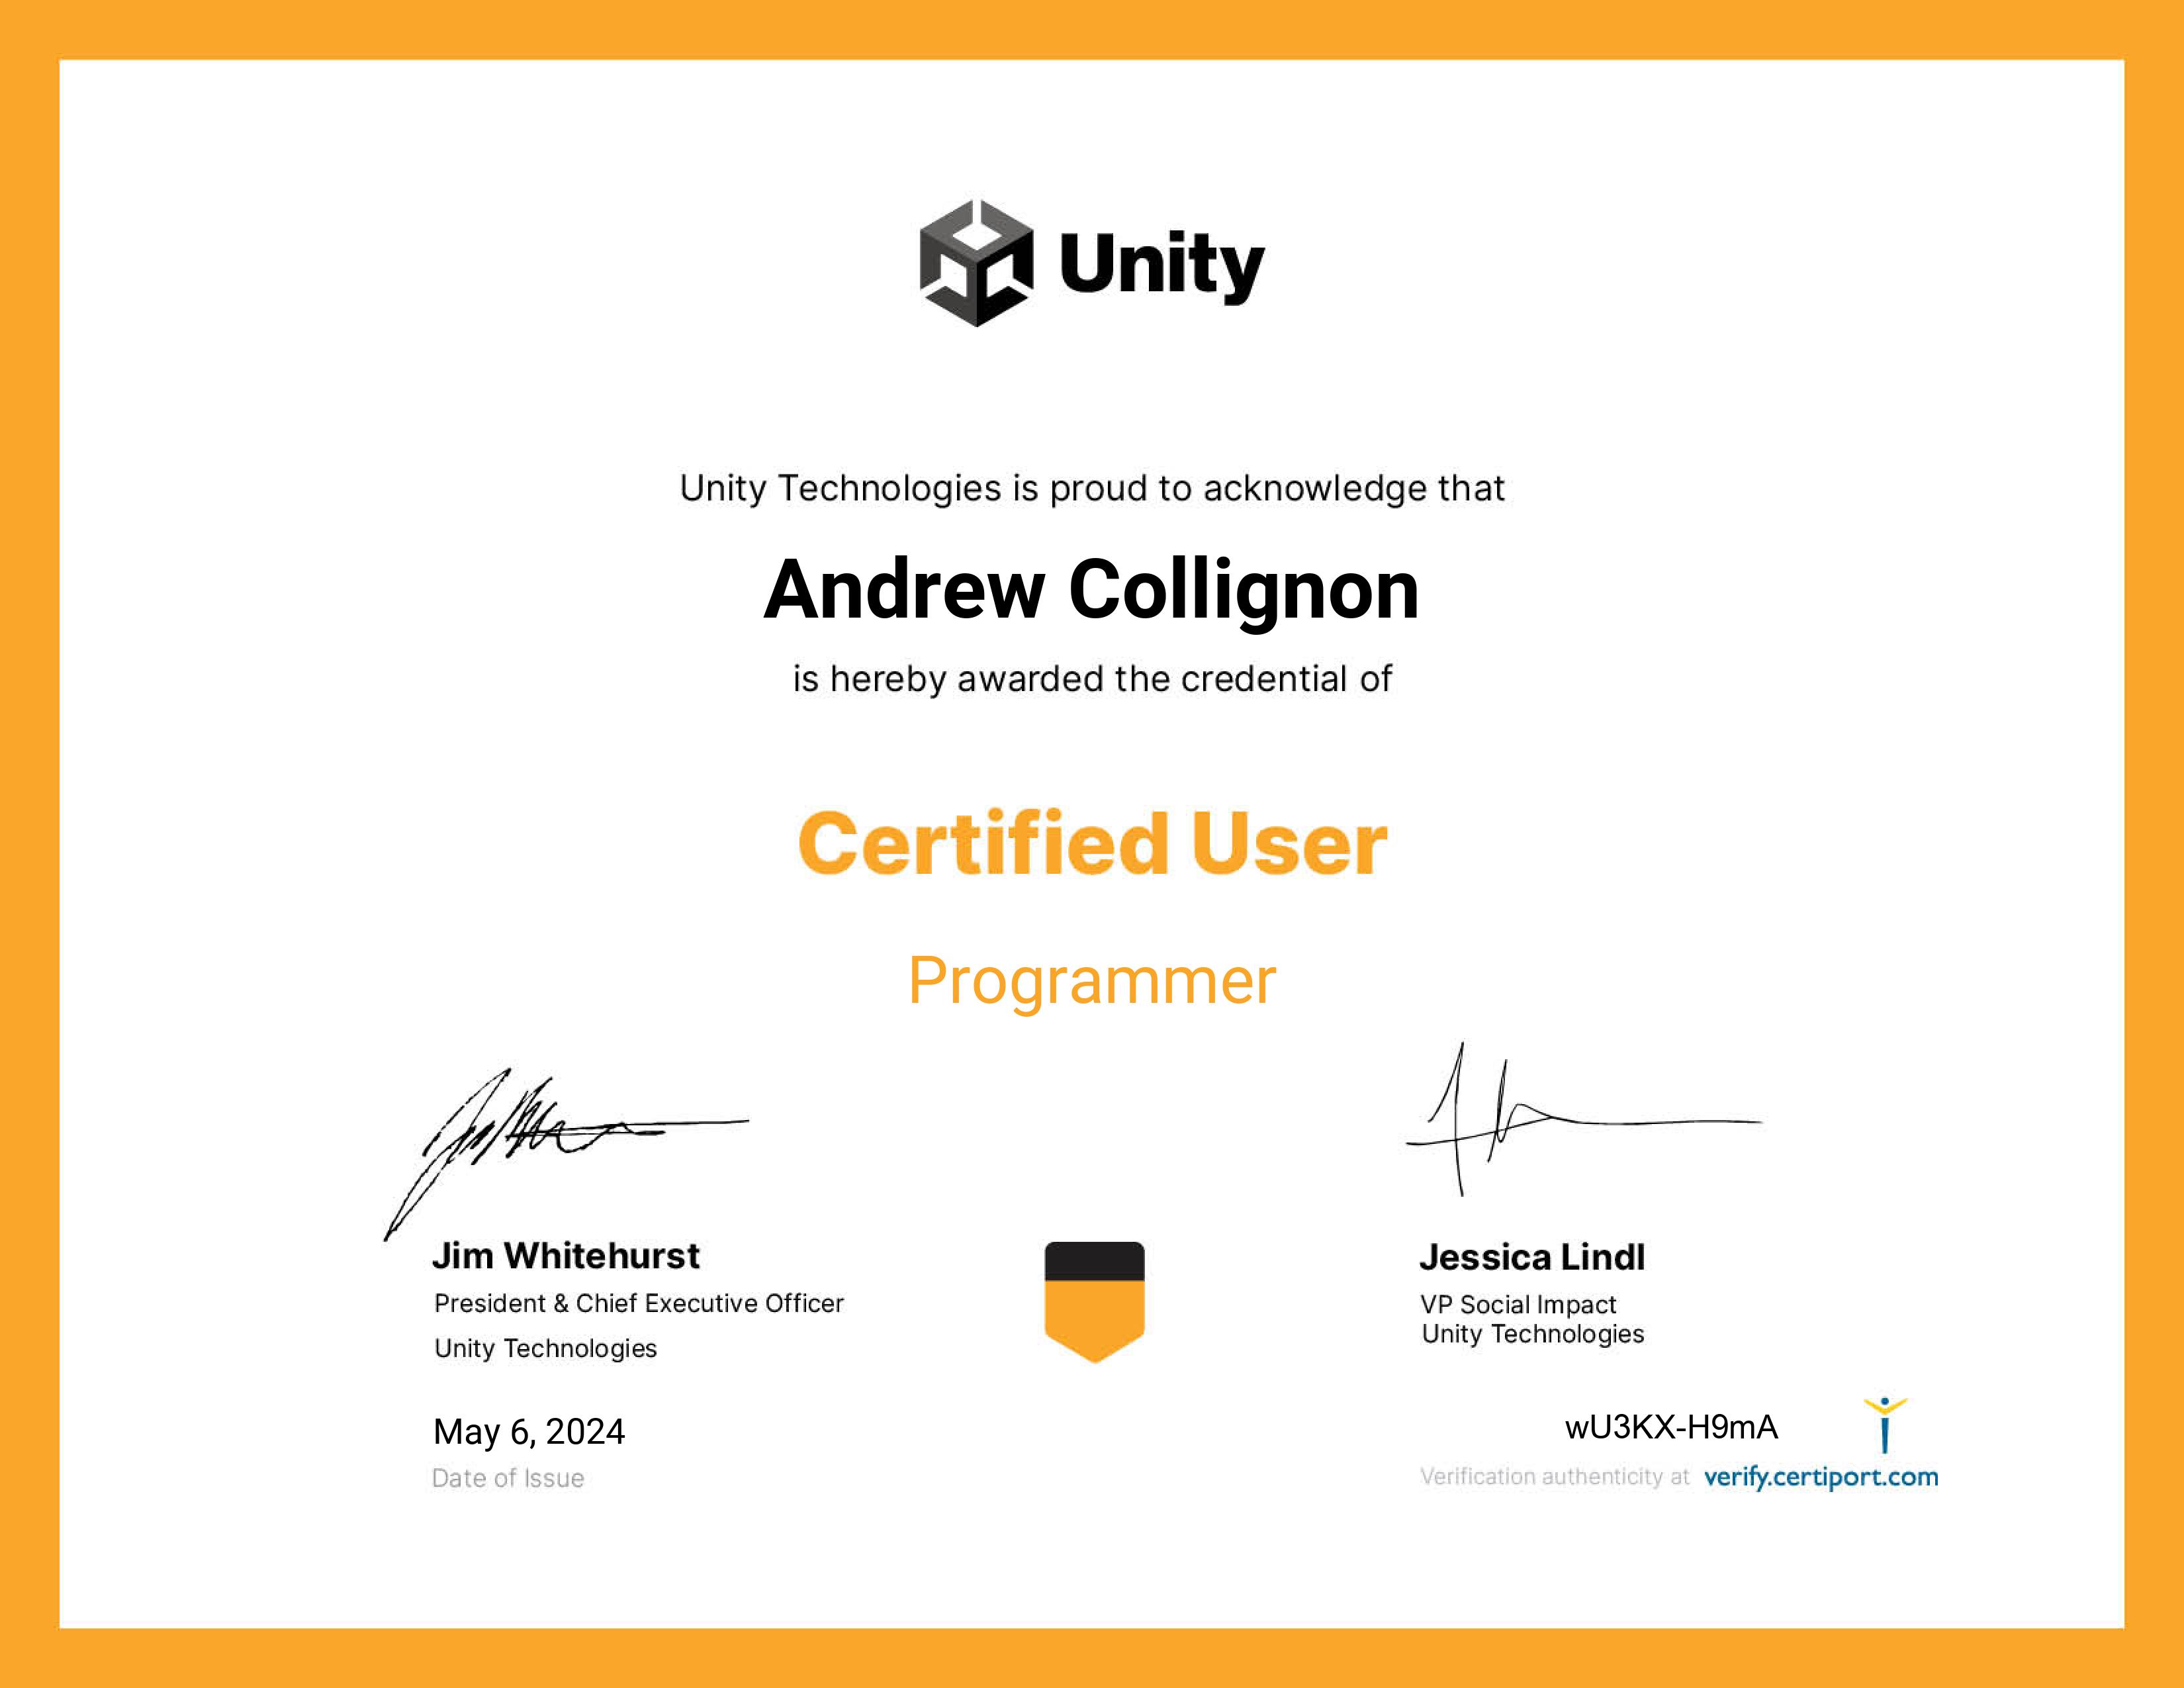 Unity
Unity Technologies is proud to acknowledge that
Andrew Collignon
is hereby awarded the credential of
Certified User
Programmer
Jim Whitehurst
President & Chief Executive Officer
Unity Technologies
May 6, 2024
Date of Issue
Jessica Lindl
VP Social Impact
Unity Technologies
wU3KX-H9mA
Verification authenticity at verify.certiport.com